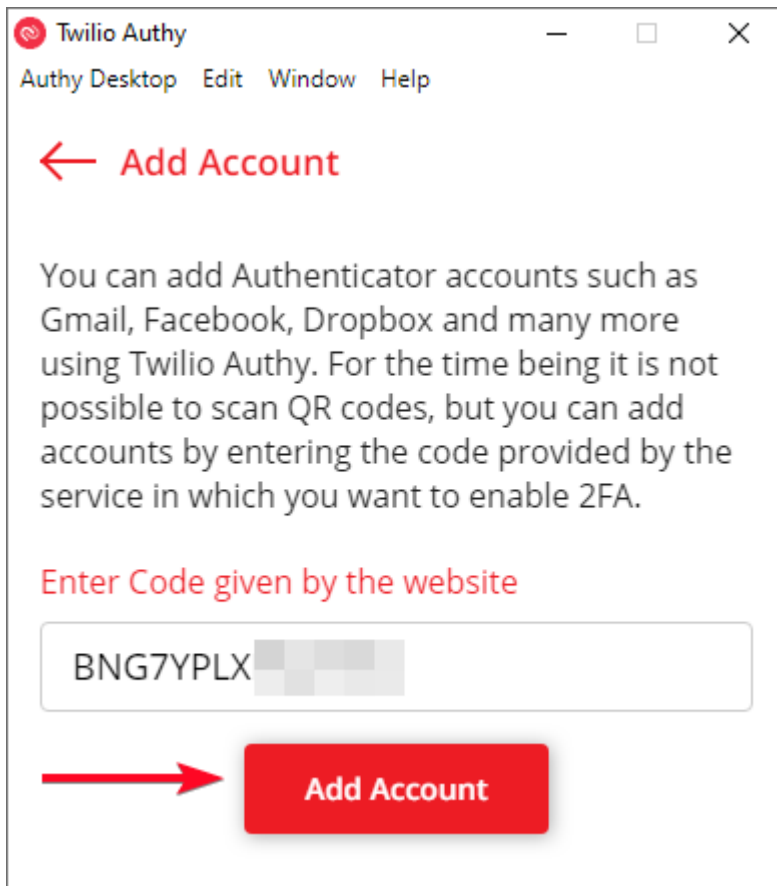 Twilio Authy
Authy Desktop Edit Window Help
Add Account
You can add Authenticator accounts such as
Gmail, Facebook, Dropbox and many more
using Twilio Authy. For the time being it is not
possible to scan QR codes, but you can add
accounts by entering the code provided by the
service in which you want to enable 2FA.
Enter Code given by the website
BNG7YPLX
Add Account